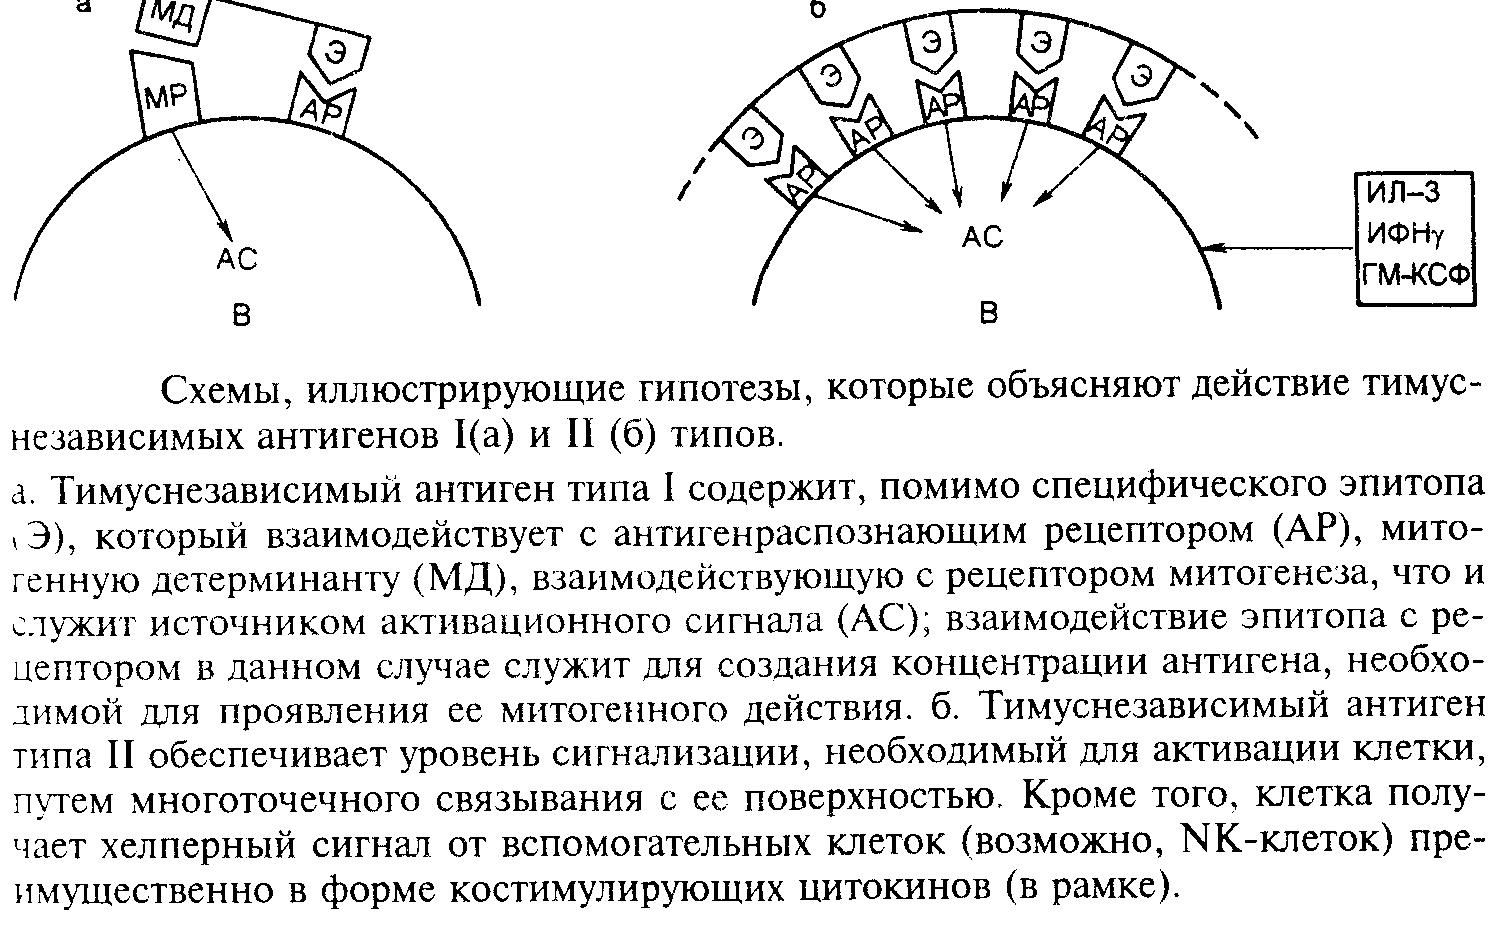 а
б
МД
Э
МР
АР
АС
В
Э
Э
Э
Э
Э
АР
АР
АР
АР
АР
АС
В
ИЛ–3
ИФНγ
ГМ-КСФ
Схемы, иллюстрирующие гипотезы, которые объясняют действие тимус-
независимых антигенов I(а) и II (б) типов.
а. Тимуснезависимый антиген типа I содержит, помимо специфического эпитопа
(Э), который взаимодействует с антигенраспознающим рецептором (АР), мито-
генную детерминанту (МД), взаимодействующую с рецептором митогенеза, что и
служит источником активационного сигнала (АС); взаимодействие эпитопа с ре-
цептором в данном случае служит для создания концентрации антигена, необхо-
димой для проявления ее митогенного действия. б. Тимуснезависимый антиген
типа II обеспечивает уровень сигнализации, необходимый для активации клетки,
путем многоточечного связывания с ее поверхностью. Кроме того, клетка полу-
чает хелперный сигнал от вспомогательных клеток (возможно, NK-клеток) пре-
имущественно в форме костимулирующих цитокинов (в рамке).